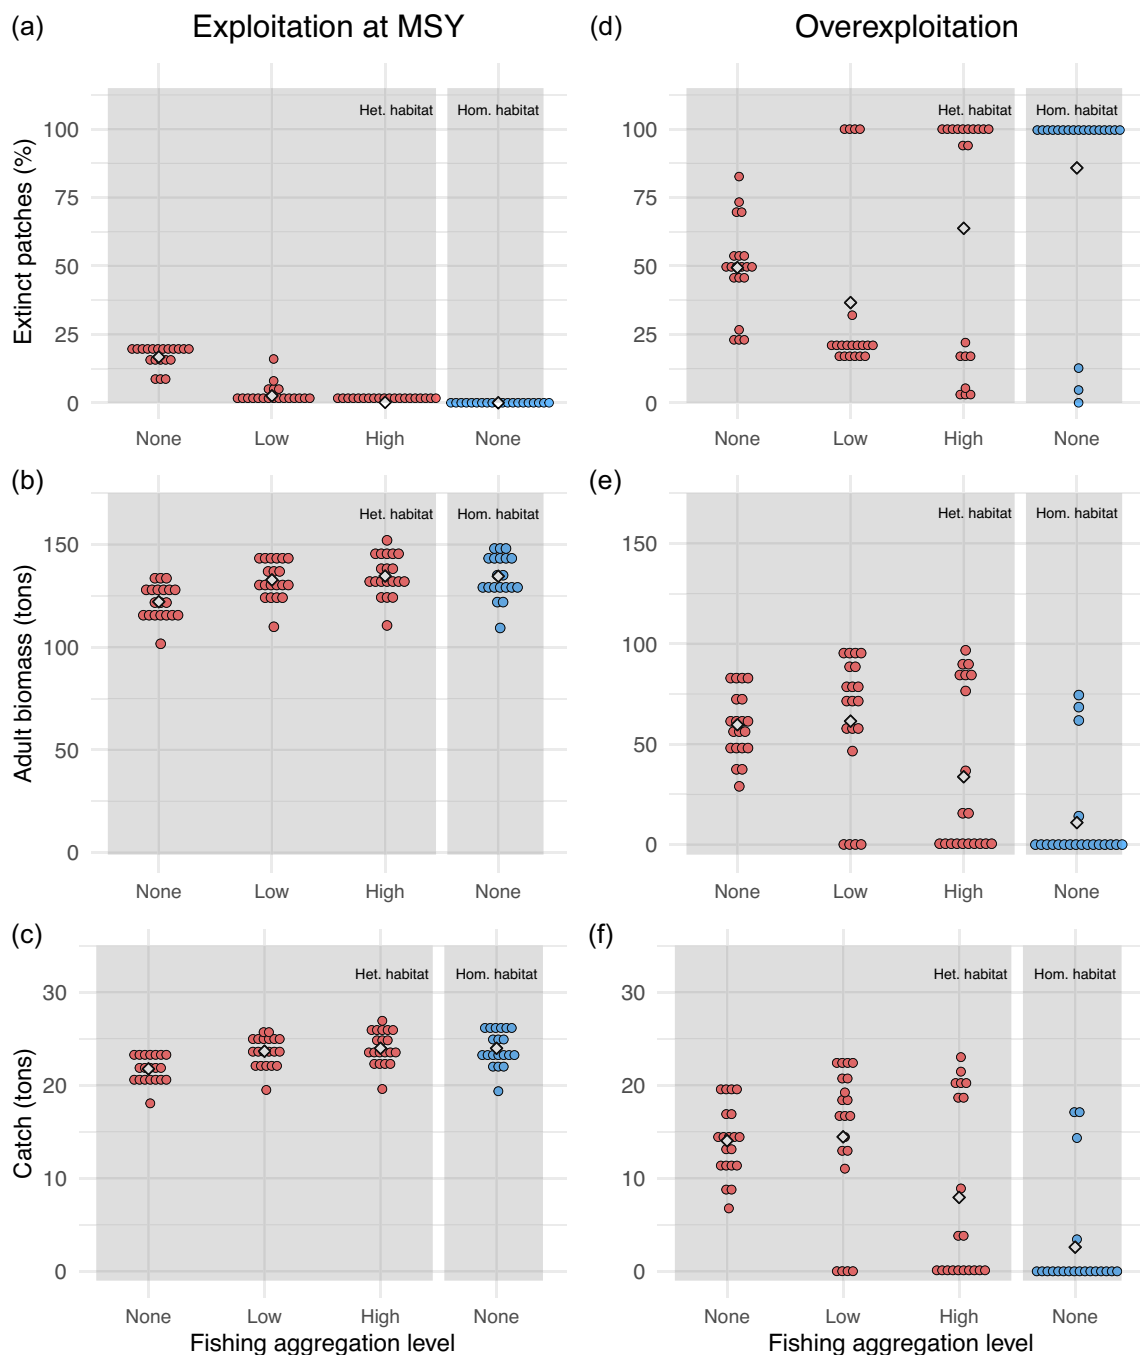 (a) Exploitation at MSY
(d) Overexploitation
Extinct patches (%)
100
75
50
25
0
Het. habitat
Hom. habitat
None Low High None
100
75
50
25
0
Het. habitat
Hom. habitat
None Low High None
(b)
Adult biomass (tons)
150
100
50
0
Het. habitat
Hom. habitat
None Low High None
(e)
150
100
50
0
Het. habitat
Hom. habitat
None Low High None
(c)
Catch (tons)
30
20
10
0
Het. habitat
Hom. habitat
None Low High None
Fishing aggregation level
(f)
30
20
10
0
Het. habitat
Hom. habitat
None Low High None
Fishing aggregation level